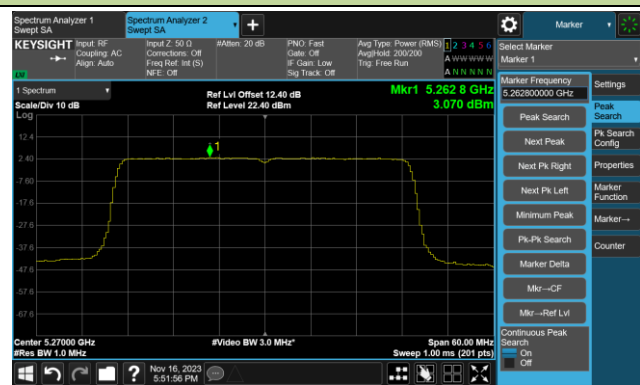 Spectrum Analyzer 1
Swept SA
Spectrum Analyzer 2
Swept SA
+
Marker
KEYSIGHT
Input: RF
Coupling: AC
Align: Auto
Input Z: 50 Ω
Corrections: Off
Freq Ref: Int (S)
NFE: Off
#Atten: 20 dB
PNO: Fast
Gate: Off
IF Gain: Low
Sig Track: Off
Avg Type: Power (RMS)
Avg|Hold: 200/200
Trig: Free Run
1 2 3 4 5 6
A W W W W W
A N N N N N
LXI
Select Marker
Marker 1
1 Spectrum
Scale/Div 10 dB
Log
Ref Lvl Offset 12.40 dB
Ref Level 22.40 dBm
Mkr1 5.262 8 GHz
3.070 dBm
12.4
2.40
-7.60
-17.6
-27.6
-37.6
-47.6
-57.6
-67.6
1
Center 5.27000 GHz
#Res BW 1.0 MHz
#Video BW 3.0 MHz*
Span 60.00 MHz
Sweep 1.00 ms (201 pts)
Marker Frequency
5.262800000 GHz
Peak Search
Next Peak
Next Pk Right
Next Pk Left
Minimum Peak
Pk-Pk Search
Marker Delta
Mkr→CF
Mkr→Ref Lvl
Continuous Peak
Search
On
Off
Settings
Peak
Search
Pk Search
Config
Properties
Marker
Function
Marker→
Counter
?
Nov 16, 2023
5:51:56 PM